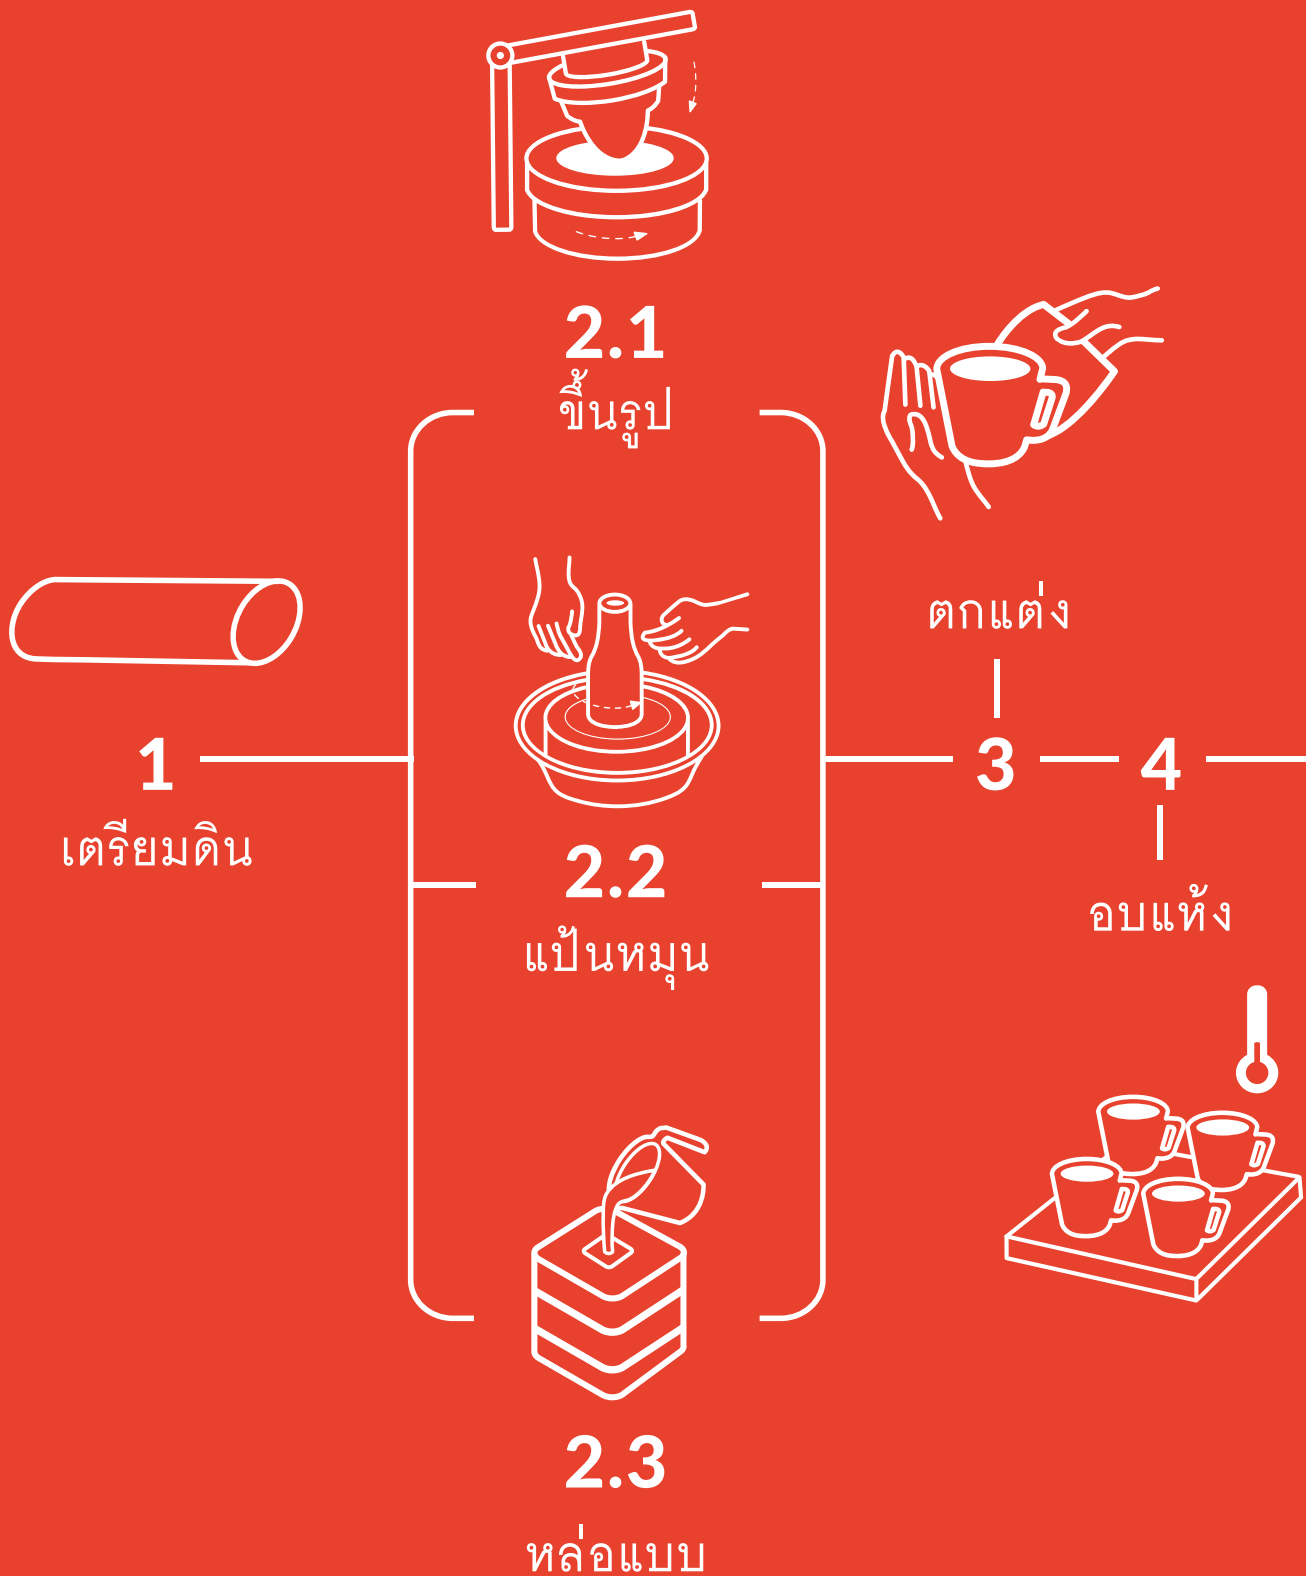 1
เตรียมดิน
2.1
ขึ้นรูป
2.2
แป้นหมุน
2.3
หล่อแบบ
ตกแต่ง
3
4
อบแห้ง